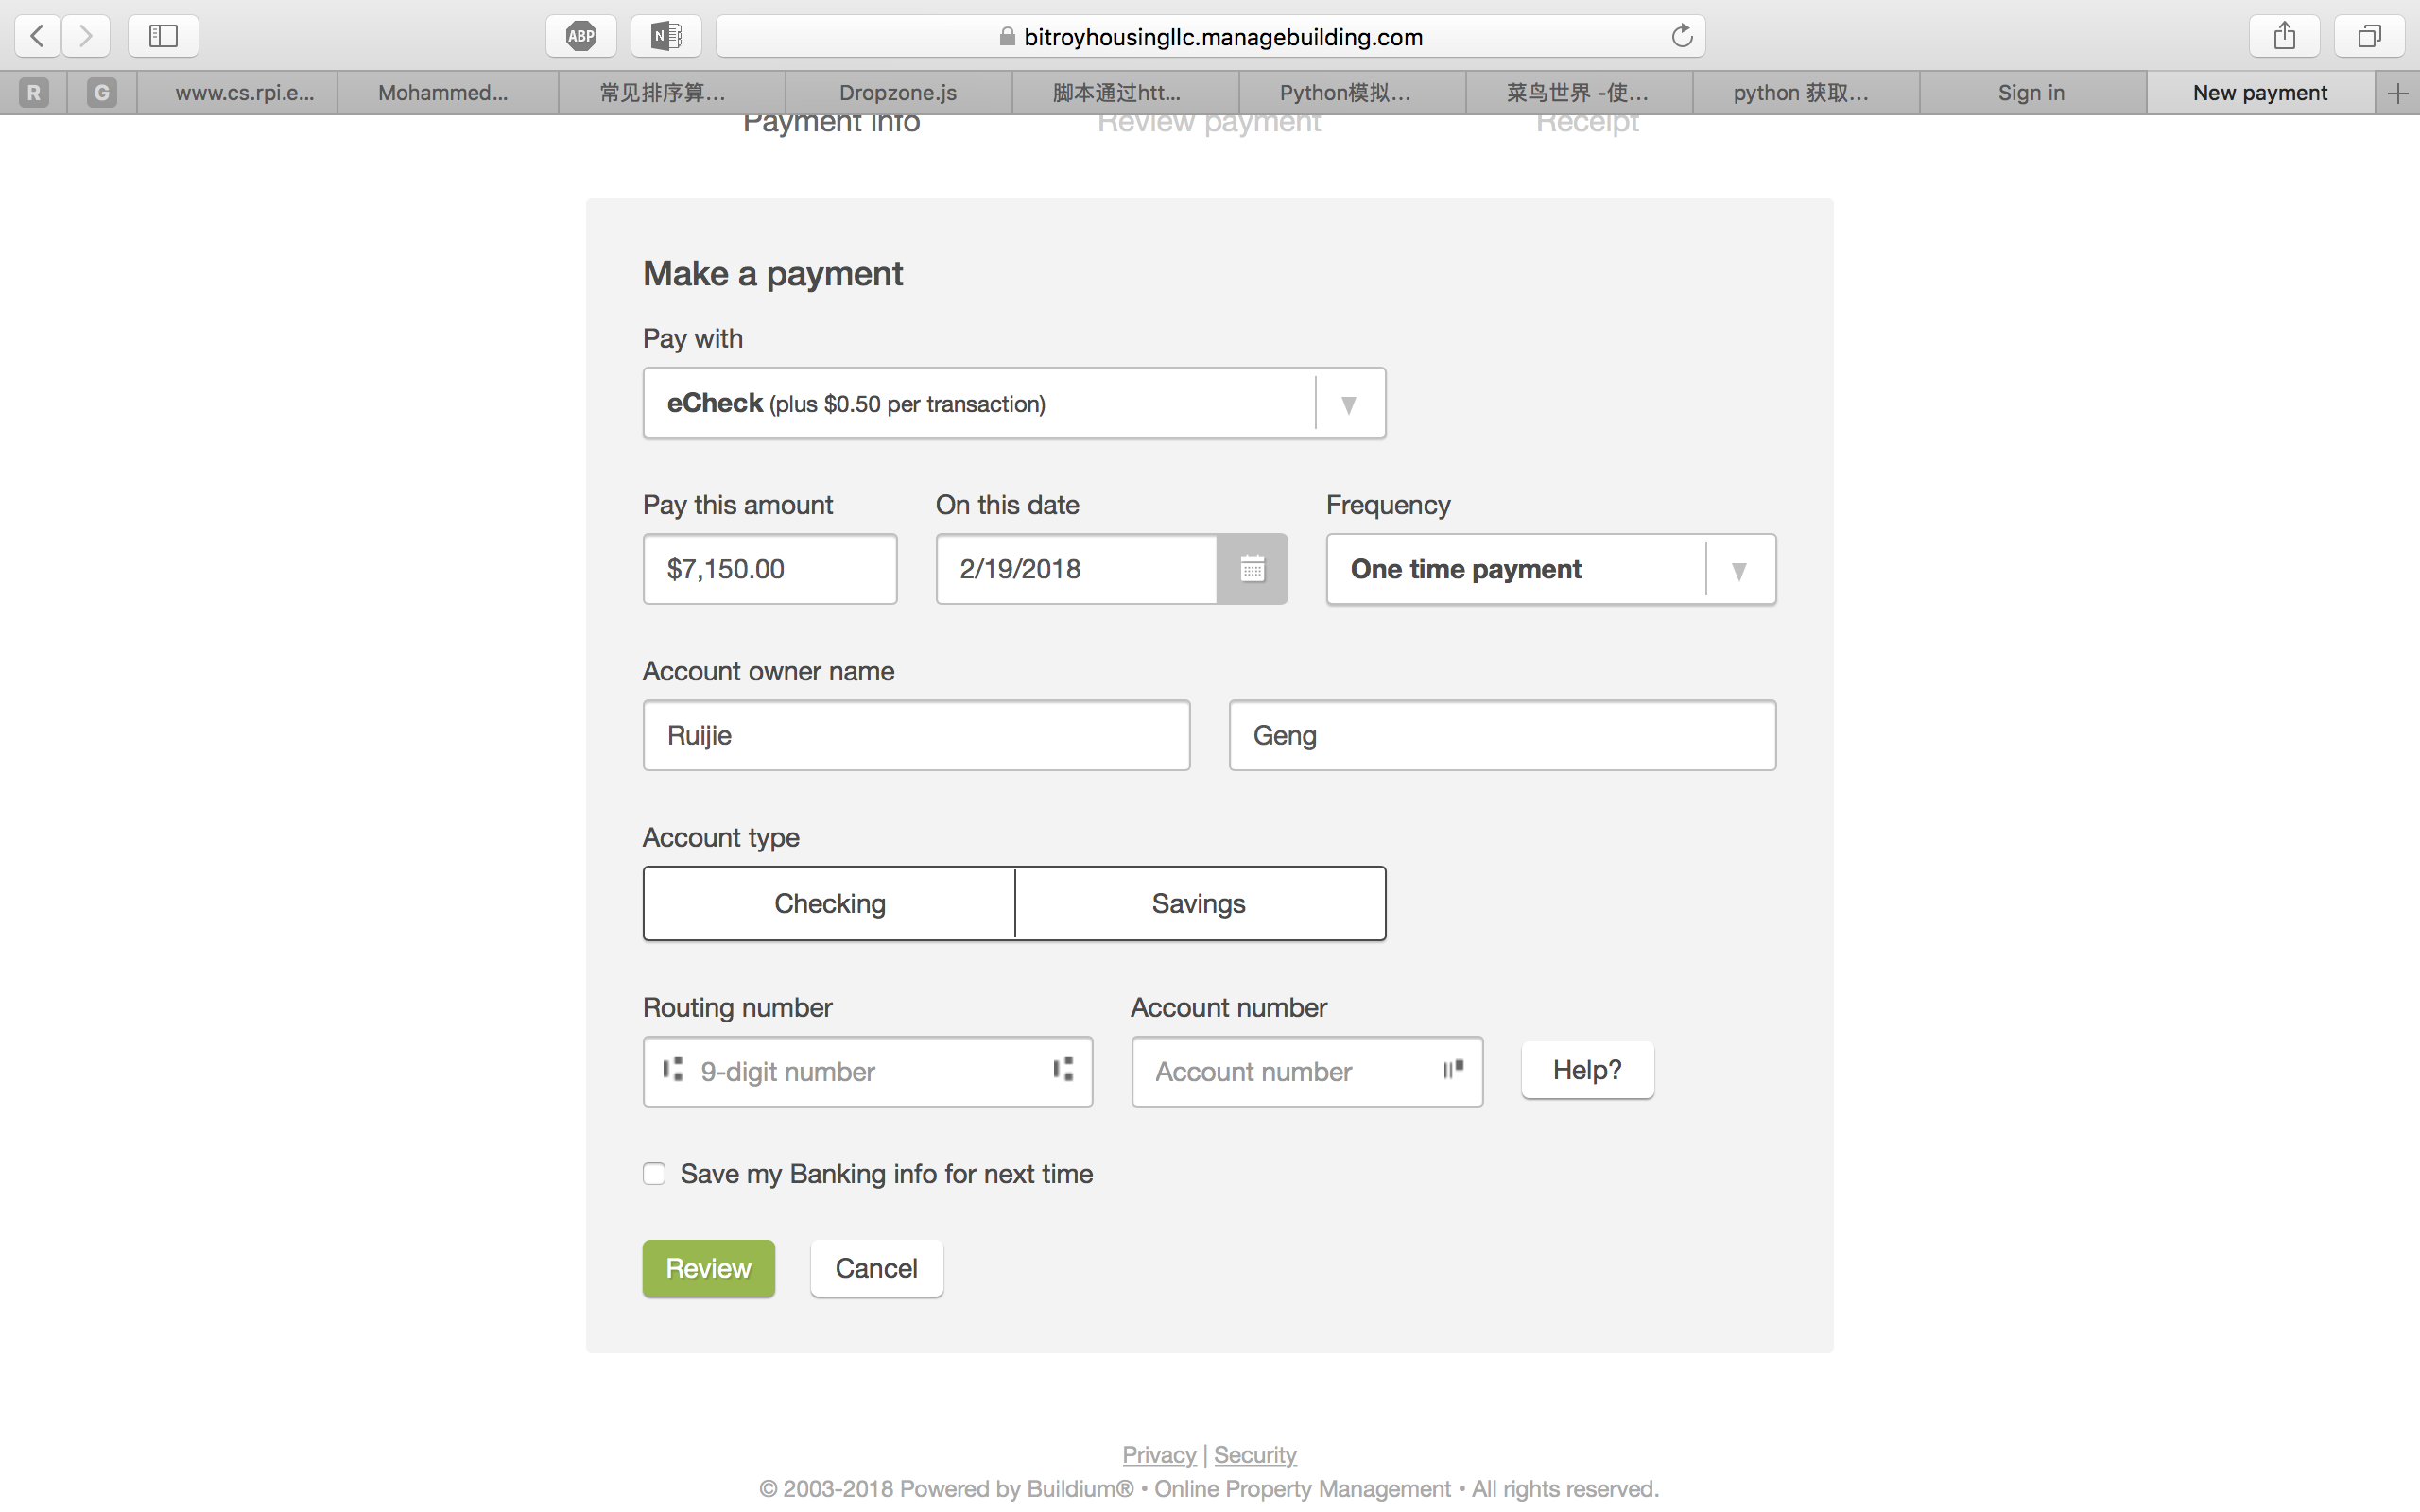 ABP
N
bitroyhousingllc.managebuilding.com
R G www.cs.rpi.e... Mohammed... 常见排序算... Dropzone.js 脚本通过htt... Python模拟... 菜鸟世界 -使... python 获取... Sign in New payment
Payment info Review payment Receipt
Make a payment
Pay with
eCheck (plus $0.50 per transaction)
Pay this amount On this date Frequency
$7,150.00 2/19/2018 One time payment
Account owner name
Ruijie Geng
Account type
Checking Savings
Routing number Account number
9-digit number Account number Help?
Save my Banking info for next time
Review Cancel
Privacy | Security
© 2003-2018 Powered by Buildium® • Online Property Management • All rights reserved.